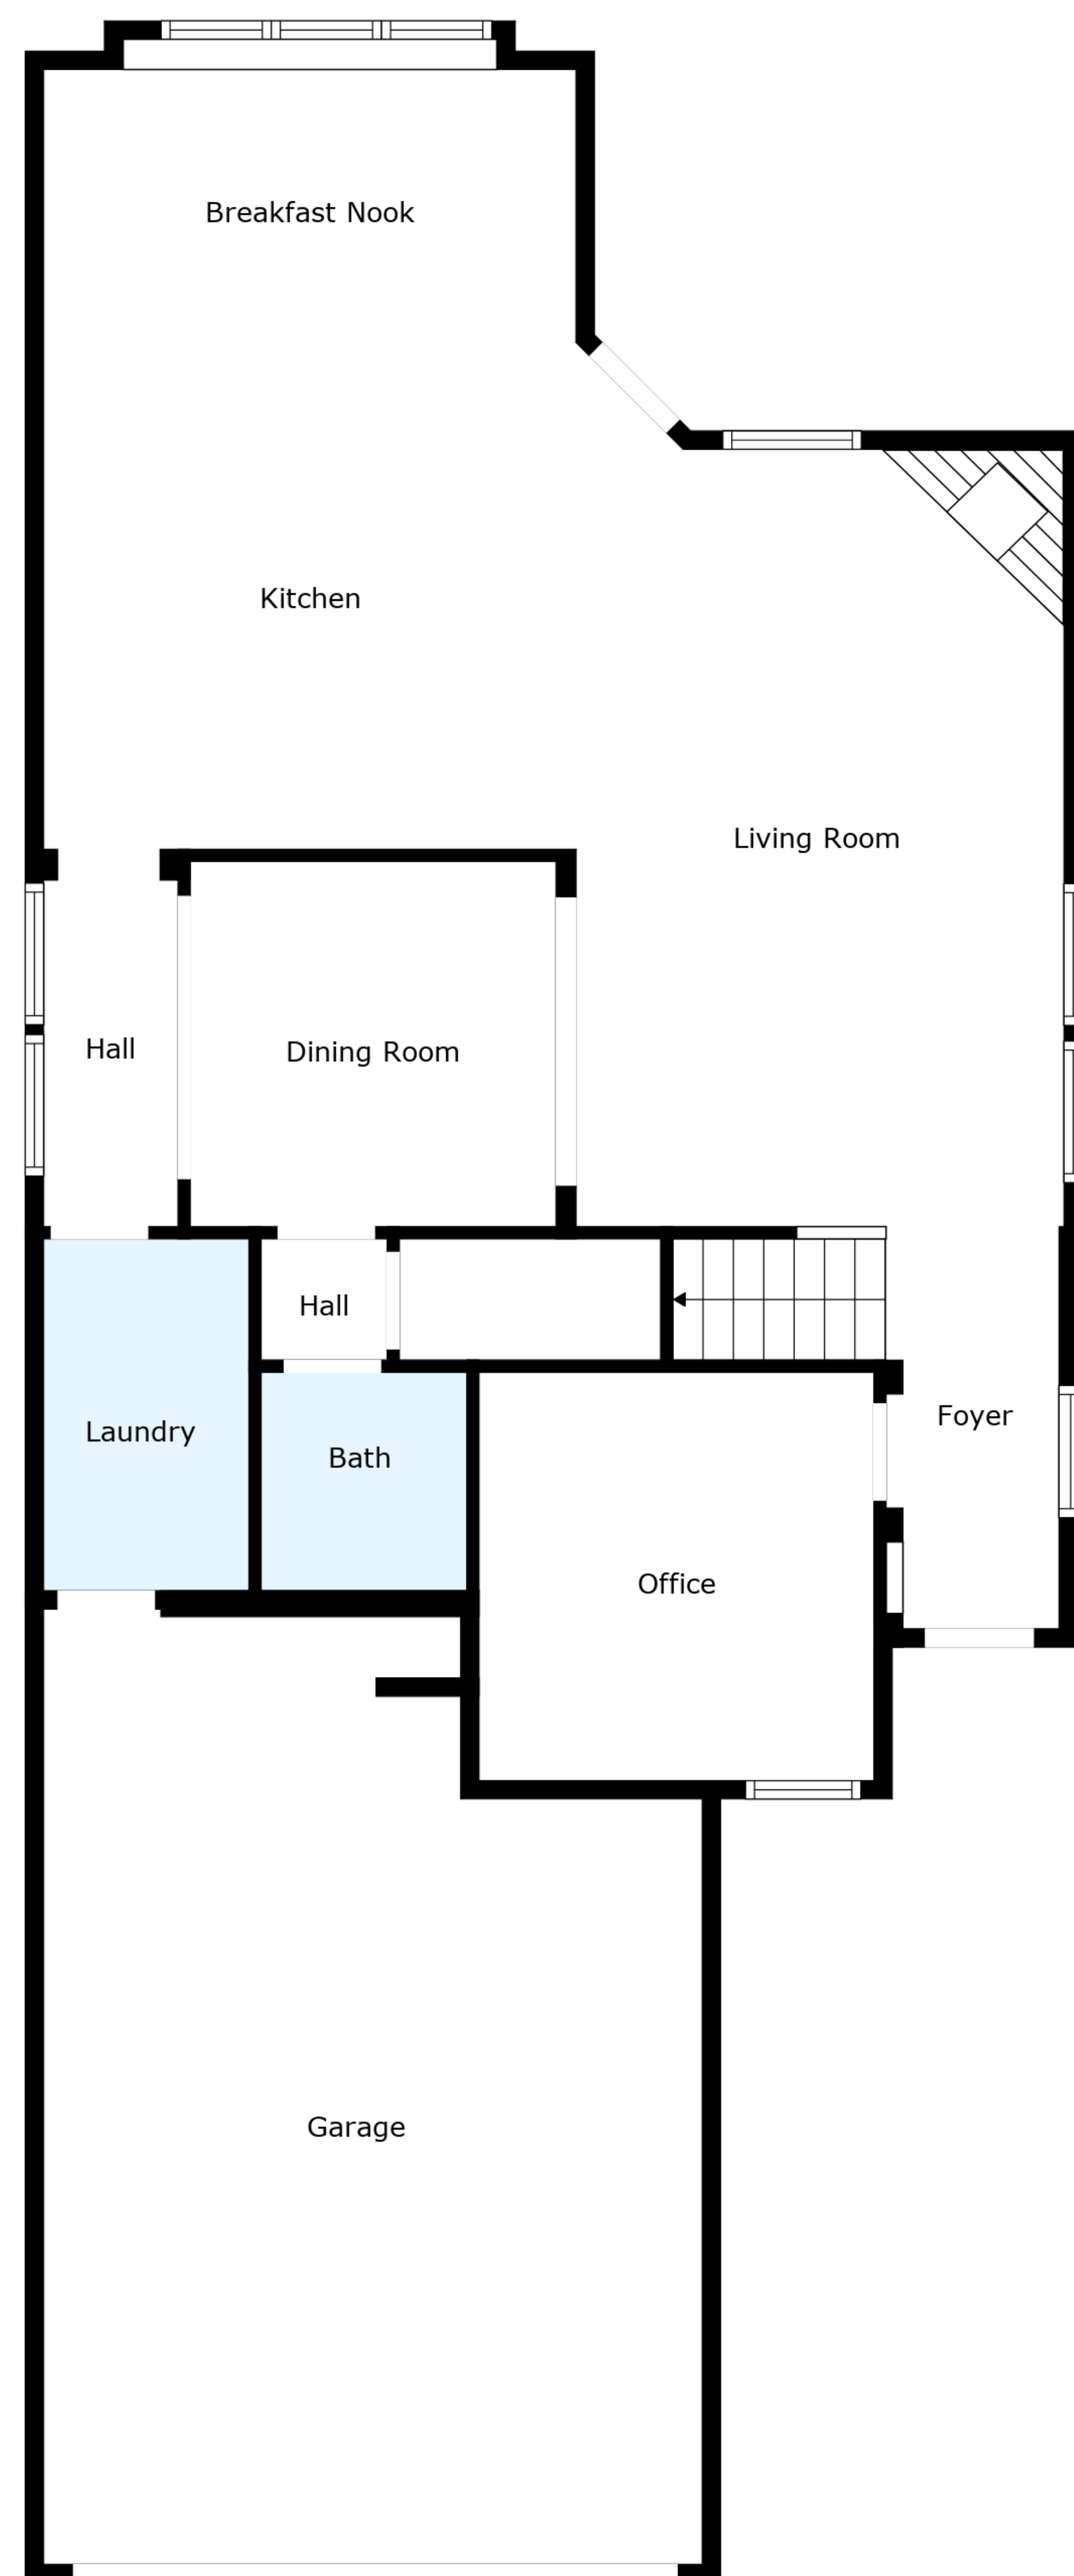 Breakfast Nook
Kitchen
Living Room
Hall
Dining Room
Hall
Foyer
Laundry
Bath
Office
Garage